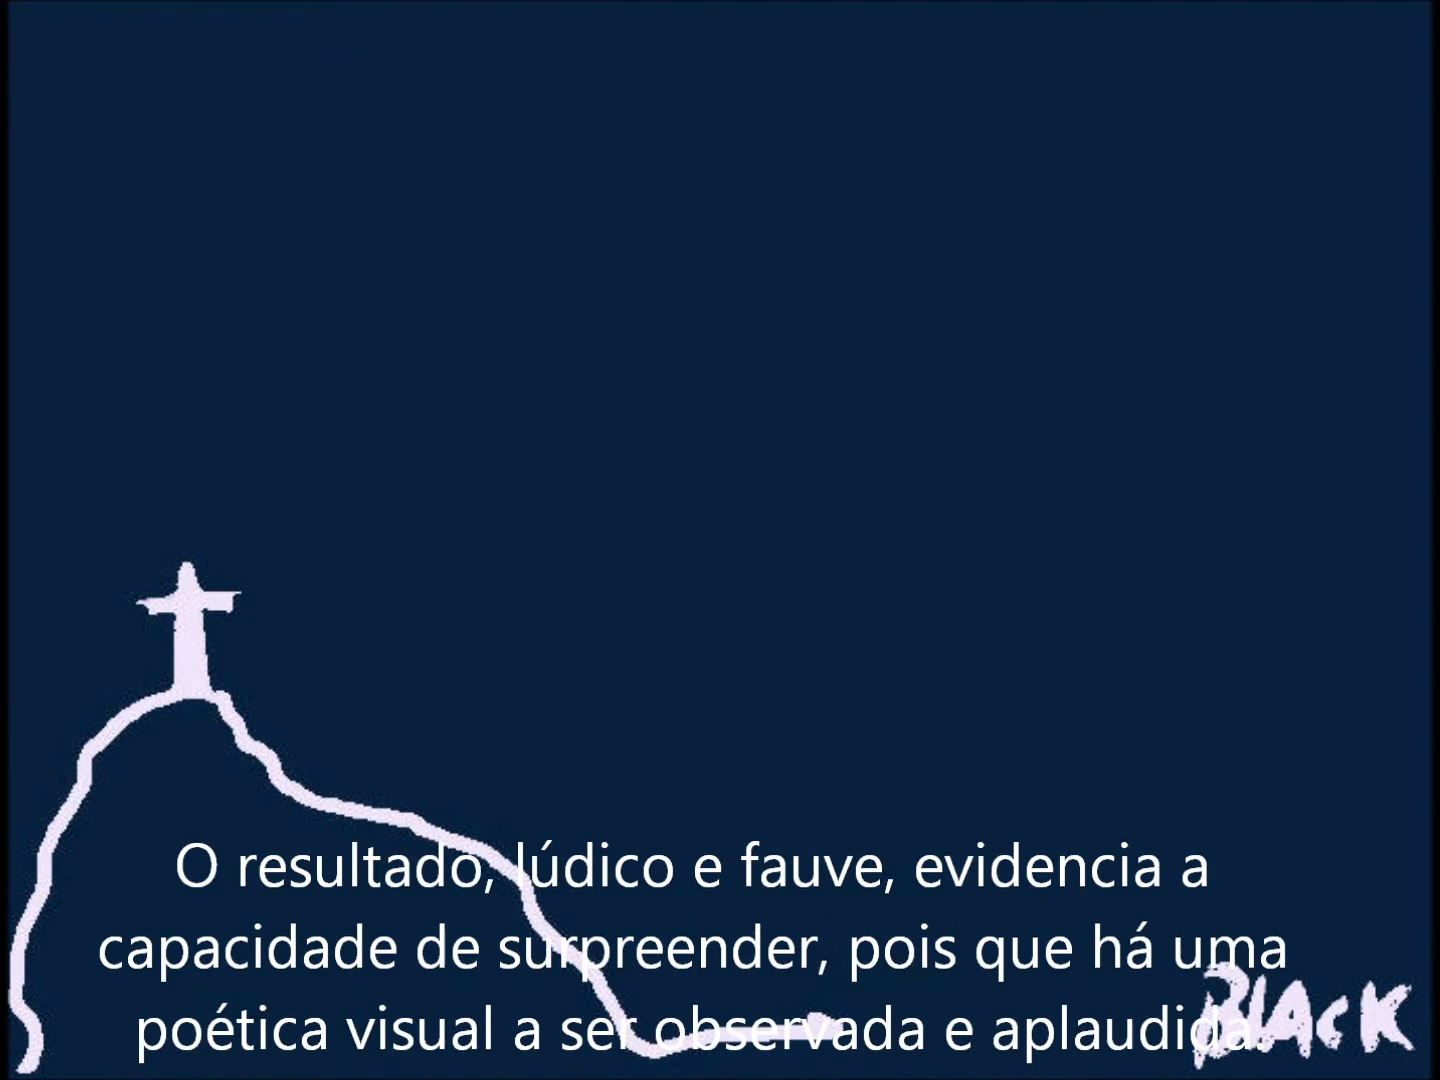 O resultado, lúdico e fauve, evidencia a
capacidade de surpreender, pois que há uma
poética visual a ser observada e aplaudida.
BLACK